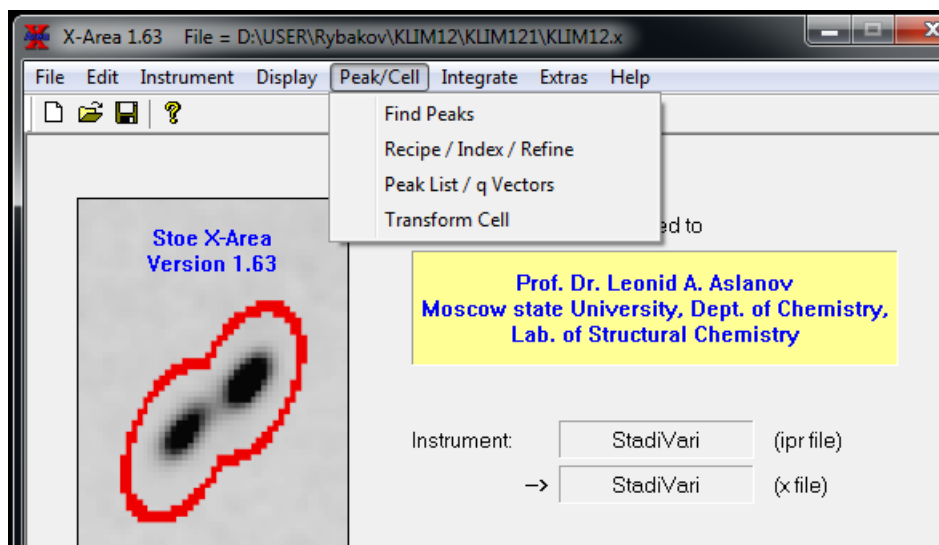 X-Area 1.63 File = D:\USER\Rybakov\KLIM12\KLIM121\KLIM12.x
File Edit Instrument Display Peak/Cell Integrate Extras Help
Find Peaks
Recipe / Index / Refine
Peak List / q Vectors
Transform Cell
to
Stoe X-Area
Version 1.63
Prof. Dr. Leonid A. Aslanov
Moscow state University, Dept. of Chemistry,
Lab. of Structural Chemistry
Instrument: StadiVari (ipr file)
–> StadiVari (x file)